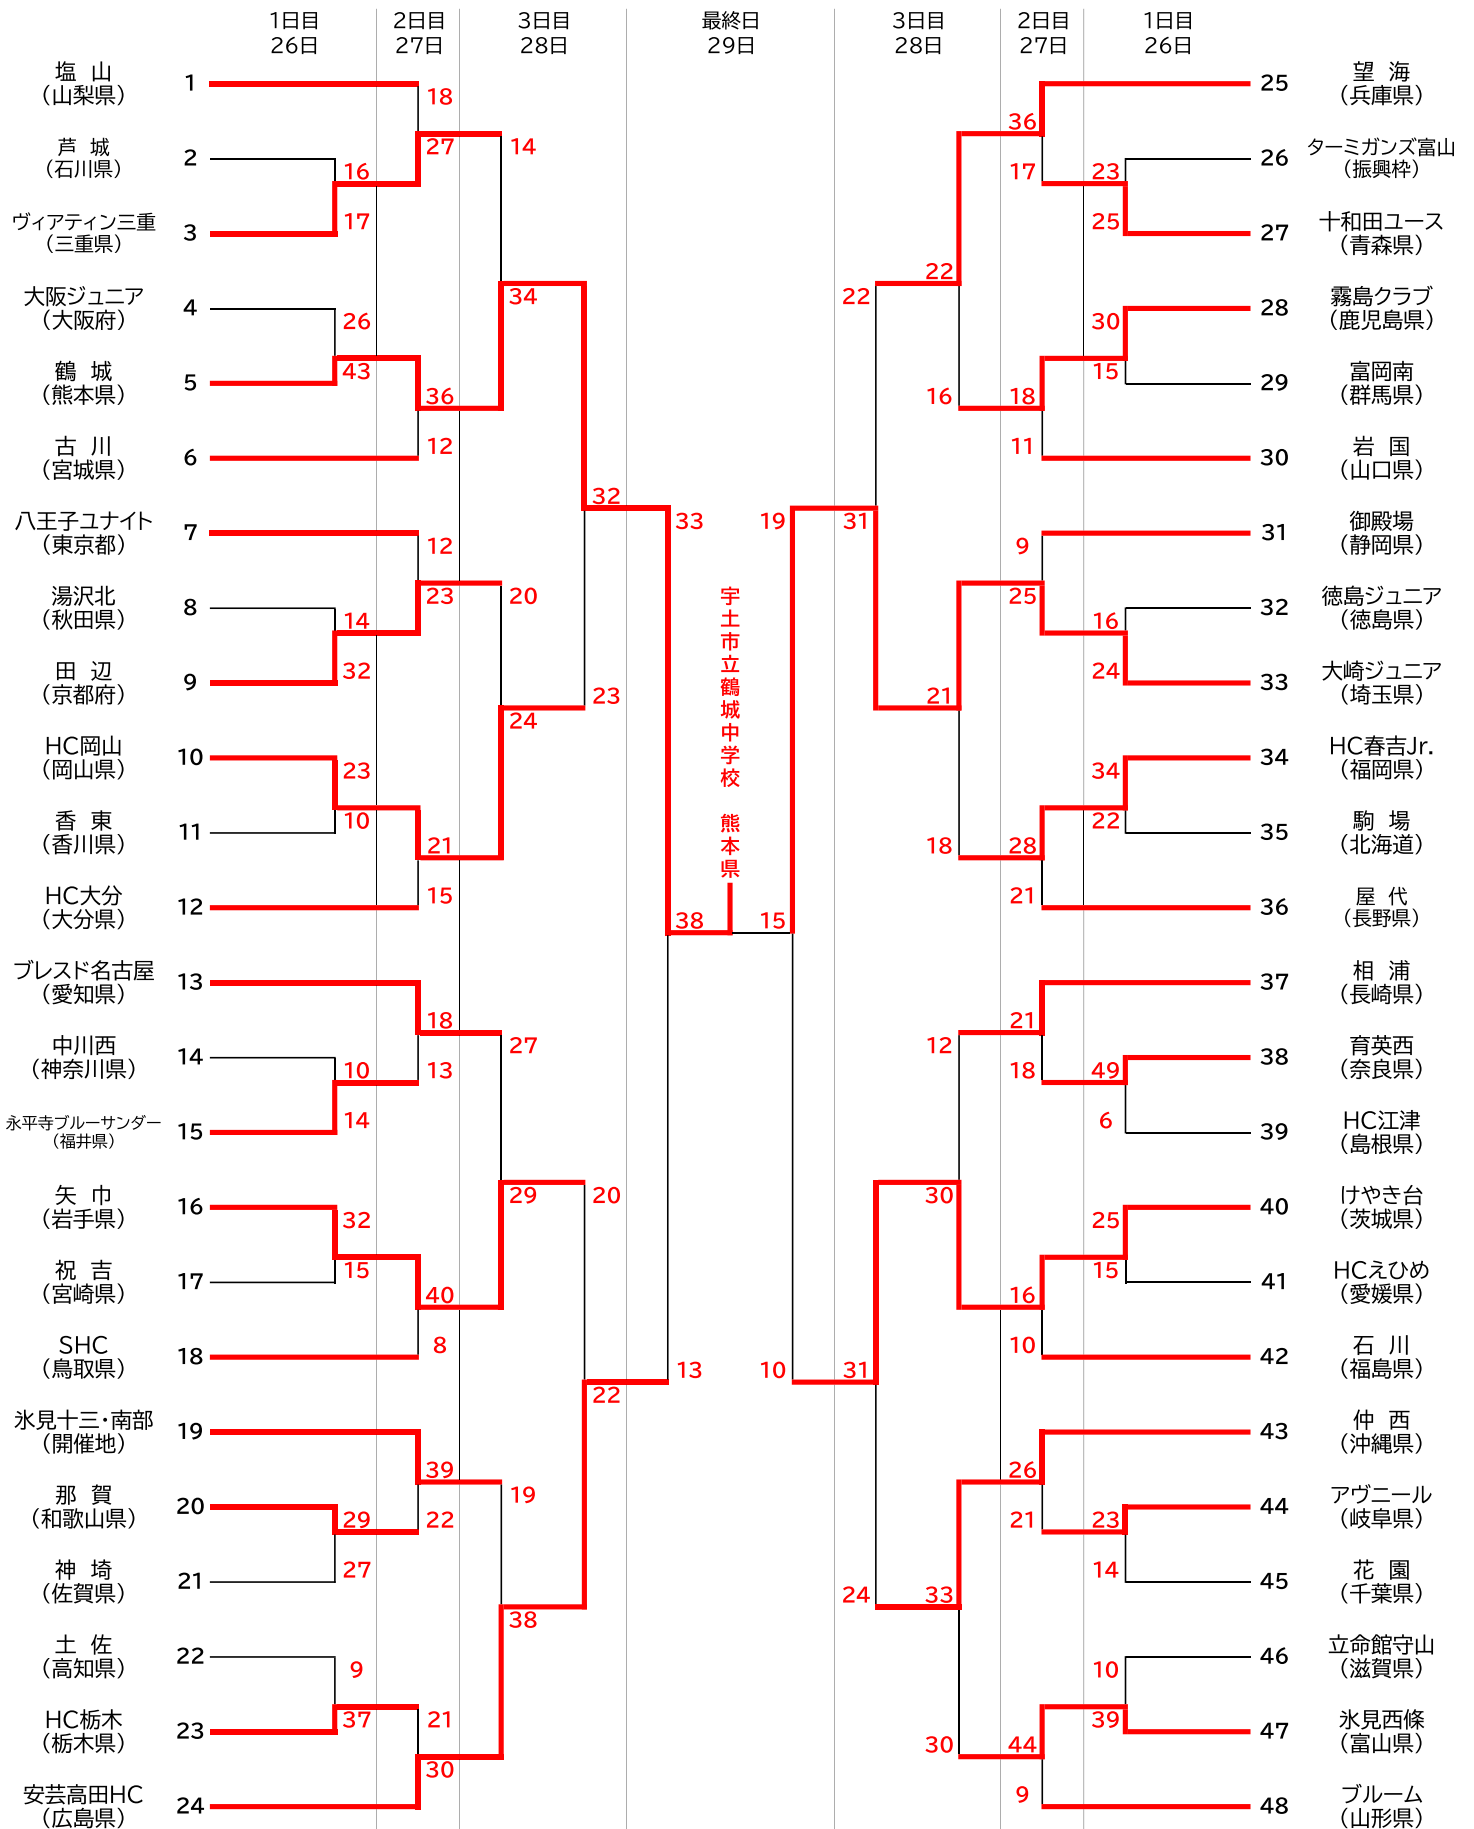 1日目
26日
2日目
27日
3日目
28日
最終日
29日
3日目
28日
2日目
27日
1日目
26日
塩 山
(山梨県)
1
芦 城
(石川県)
2
ヴィアティン三重
(三重県)
3
大阪ジュニア
(大阪府)
4
鶴 城
(熊本県)
5
古 川
(宮城県)
6
八王子ユナイト
(東京都)
7
湯沢北
(秋田県)
8
田 辺
(京都府)
9
HC岡山
(岡山県)
10
香 東
(香川県)
11
HC大分
(大分県)
12
ブレスド名古屋
(愛知県)
13
中川西
(神奈川県)
14
永平寺ブルーサンダー
(福井県)
15
矢 巾
(岩手県)
16
祝 吉
(宮崎県)
17
SHC
(鳥取県)
18
氷見十三・南部
(開催地)
19
那 賀
(和歌山県)
20
神 埼
(佐賀県)
21
土 佐
(高知県)
22
HC栃木
(栃木県)
23
安芸高田HC
(広島県)
24
16
17
26
43
14
32
23
10
10
14
32
15
29
27
9
37
18
27
36
12
12
23
21
15
18
13
40
8
39
22
21
30
14
34
20
24
27
29
19
38
32
23
20
22
33
13
38
宇土市立鶴城中学校 熊本県
15
19
10
22
31
31
24
22
16
21
18
12
30
33
30
36
17
18
11
9
25
28
21
21
18
16
10
26
21
44
9
23
25
30
15
16
24
34
22
49
6
25
15
23
14
10
39
25
望 海
(兵庫県)
26
ターミガンズ富山
(振興枠)
27
十和田ユース
(青森県)
28
霧島クラブ
(鹿児島県)
29
富岡南
(群馬県)
30
岩 国
(山口県)
31
御殿場
(静岡県)
32
徳島ジュニア
(徳島県)
33
大崎ジュニア
(埼玉県)
34
HC春吉Jr.
(福岡県)
35
駒 場
(北海道)
36
屋 代
(長野県)
37
相 浦
(長崎県)
38
育英西
(奈良県)
39
HC江津
(島根県)
40
けやき台
(茨城県)
41
HCえひめ
(愛媛県)
42
石 川
(福島県)
43
仲 西
(沖縄県)
44
アヴニール
(岐阜県)
45
花 園
(千葉県)
46
立命館守山
(滋賀県)
47
氷見西條
(富山県)
48
ブルーム
(山形県)